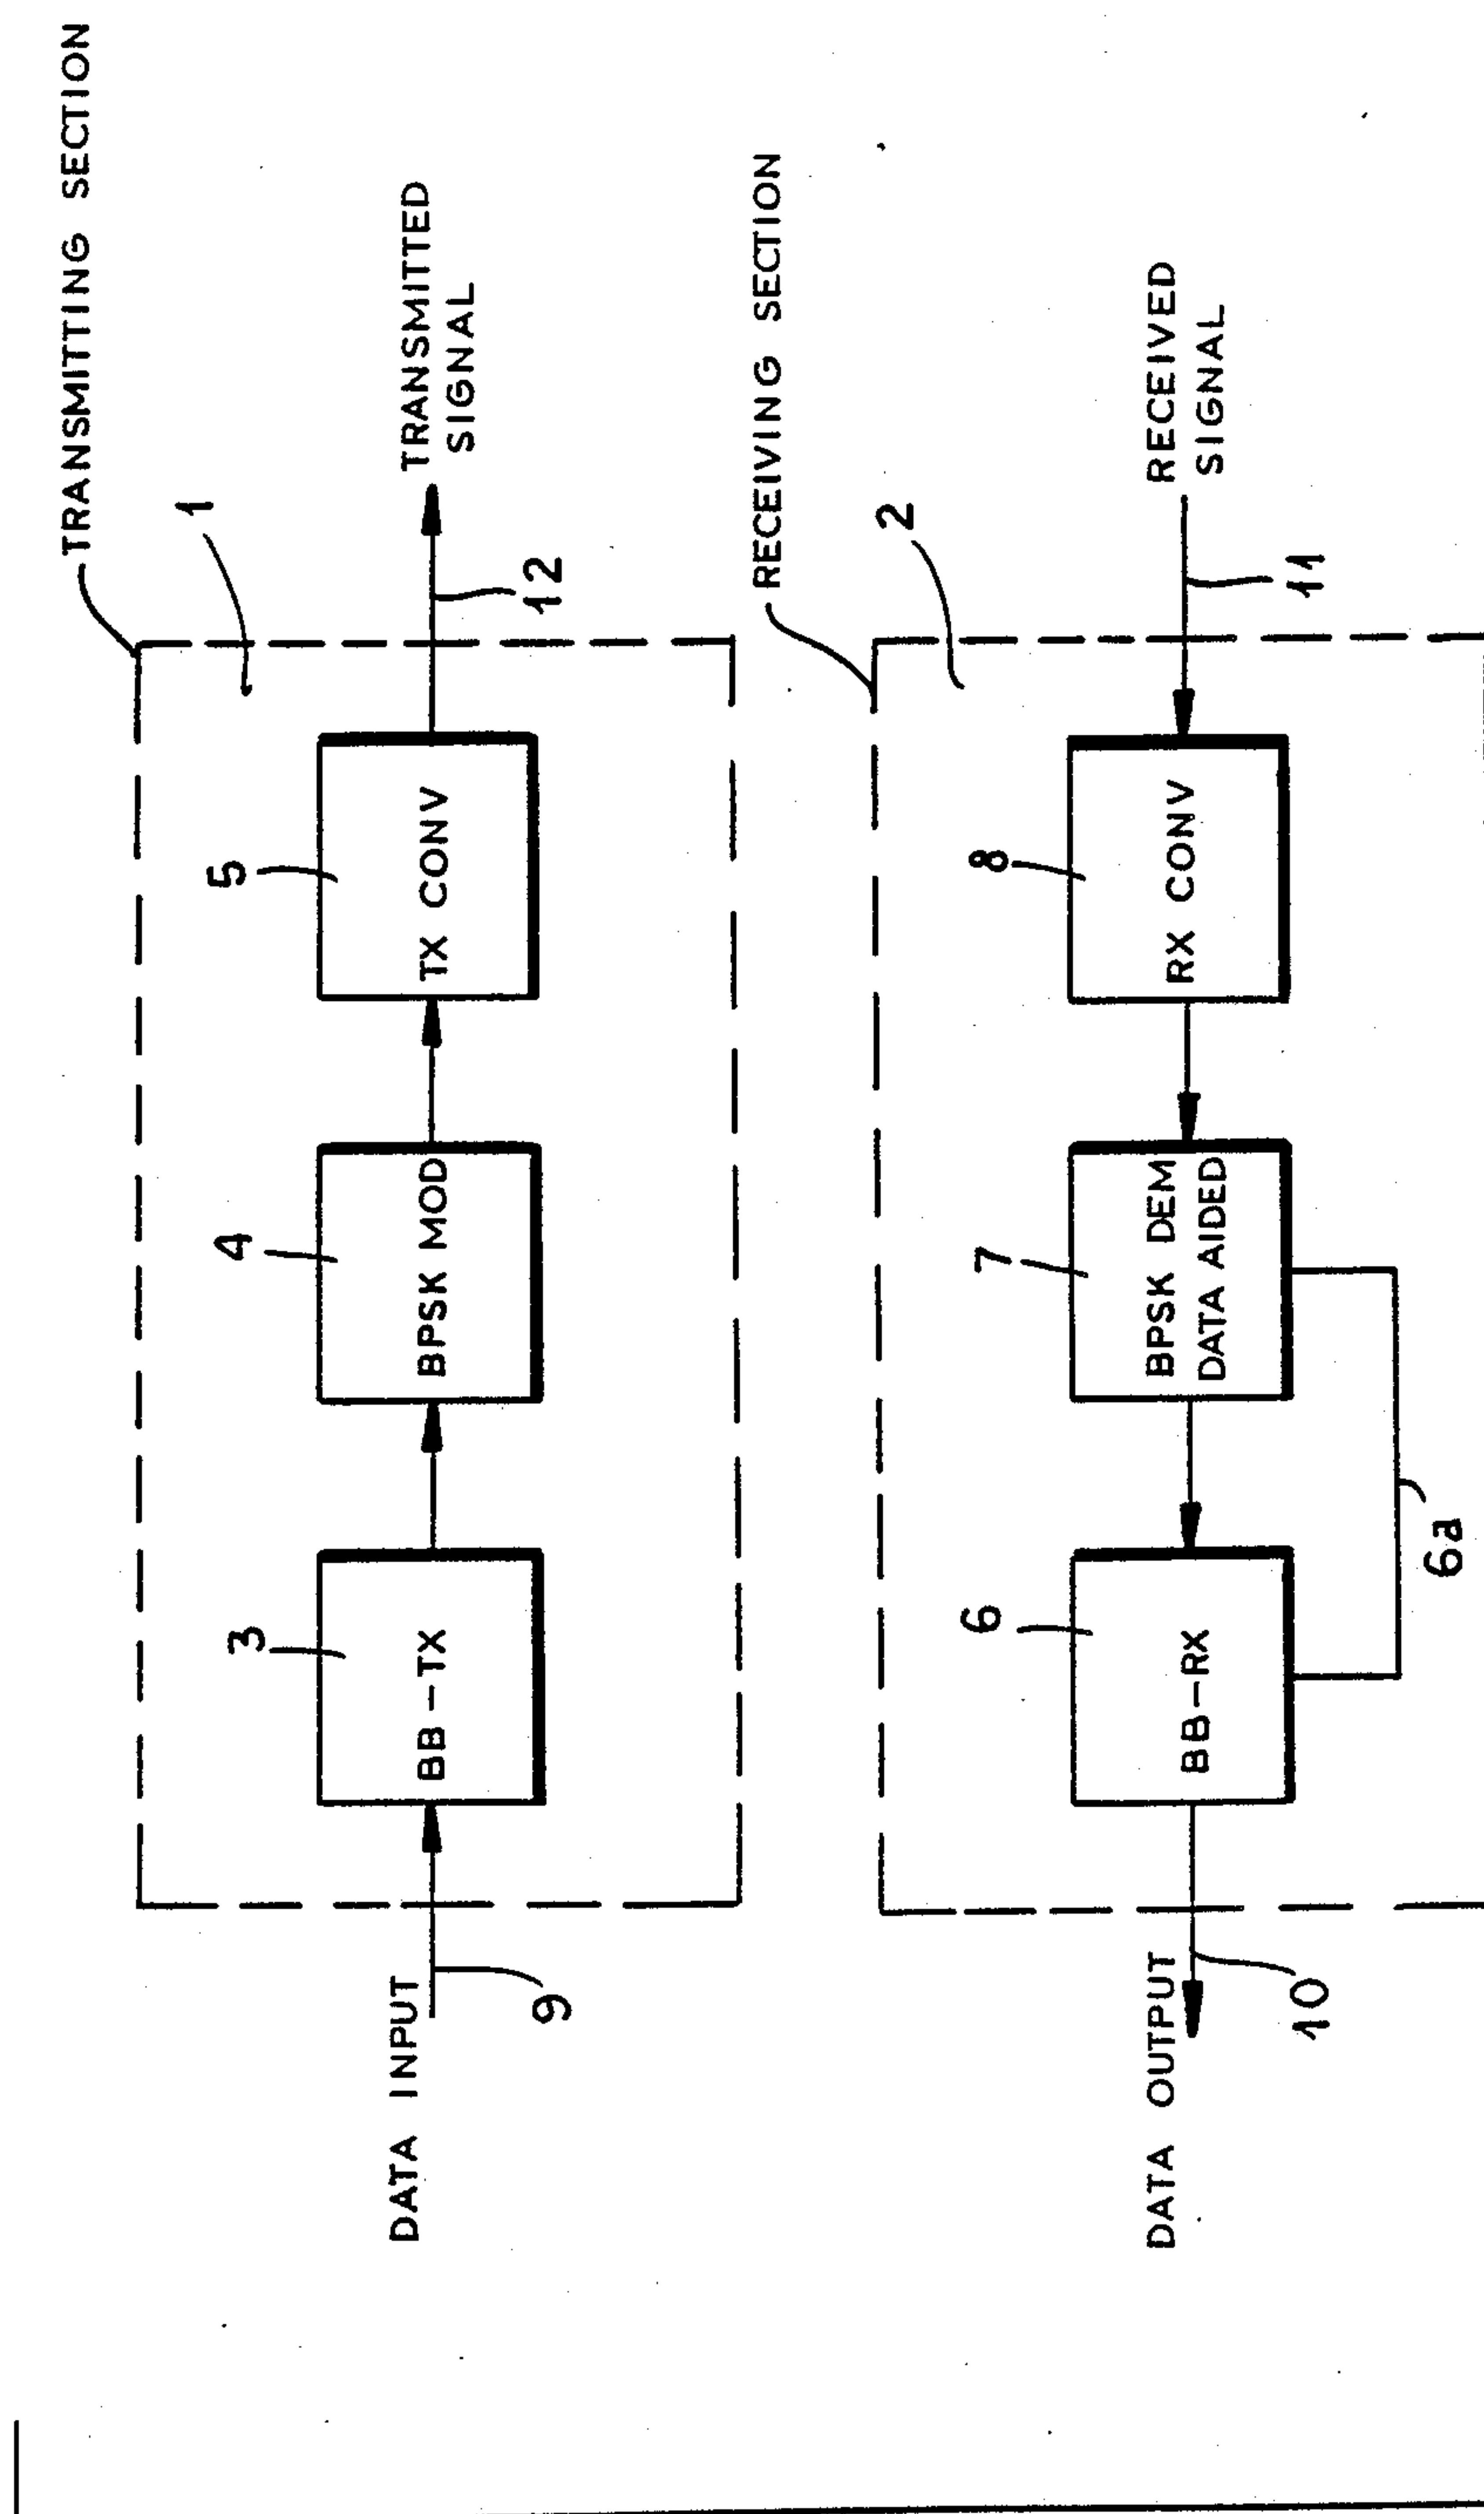 TRANSMITTING SECTION
1
DATA INPUT
9
3
BB-TX
4
BPSK MOD
5
TX CONV
12
TRANSMITTED
SIGNAL
RECEIVING SECTION
2
DATA OUTPUT
10
6
BB-RX
6a
7
BPSK DEM
DATA AIDED
8
RX CONV
11
RECEIVED
SIGNAL